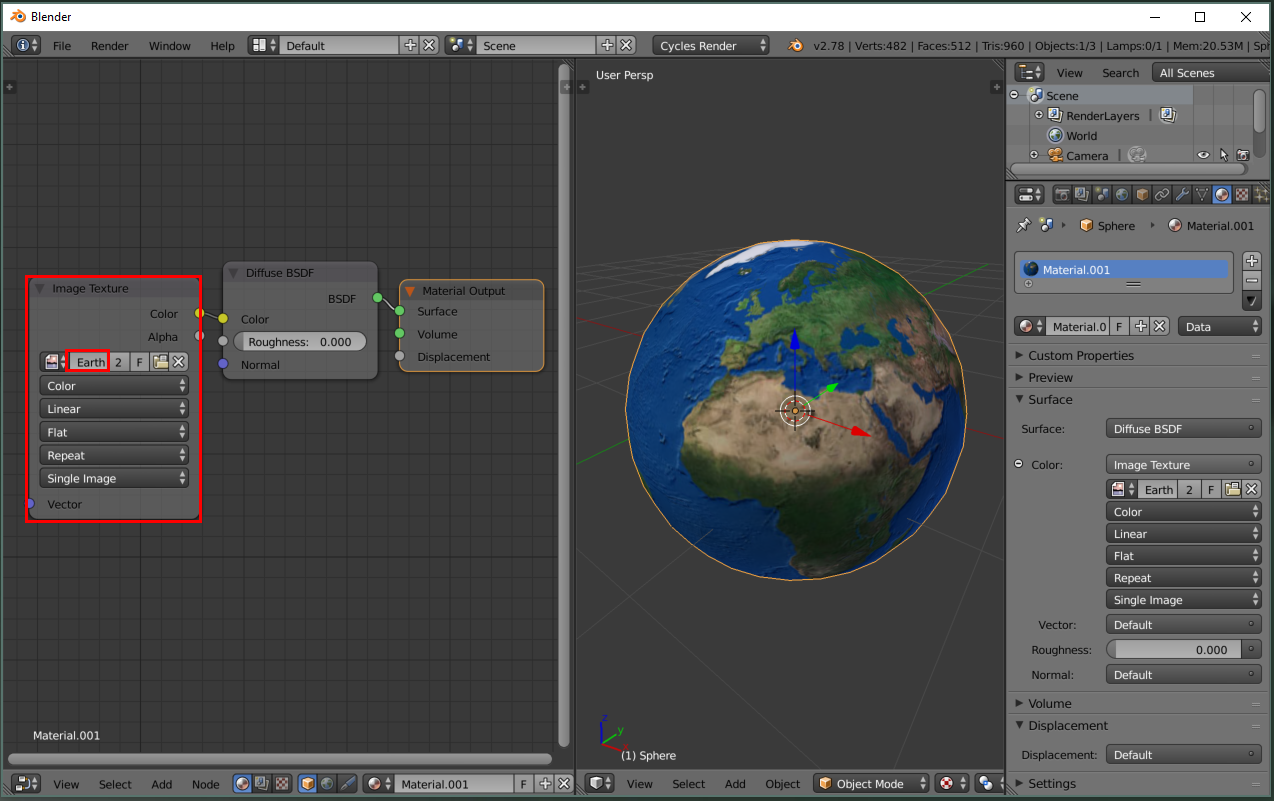 Blender
File Render Window Help Default Scene Cycles Render v2.78 | Verts:482 | Faces:512 | Tris:960 | Objects:1/3 | Lamps:0/1 | Mem:20.53M | Sph
User Persp
View Search All Scenes
Scene
RenderLayers
World
Camera
Sphere Material.001
Material.001
Material.0 F Data
Custom Properties
Preview
Surface
Surface: Diffuse BSDF
Color: Image Texture
Earth 2 F
Color
Linear
Flat
Repeat
Single Image
Vector: Default
Roughness: 0.000
Normal: Default
Volume
Displacement
Displacement: Default
Settings
Image Texture
Color
Alpha
Earth 2 F
Color
Linear
Flat
Repeat
Single Image
Vector
Diffuse BSDF
BSDF
Color
Roughness: 0.000
Normal
Material Output
Surface
Volume
Displacement
Material.001
z
y
x
(1) Sphere
View Select Add Node Material.001 F
View Select Add Object Object Mode